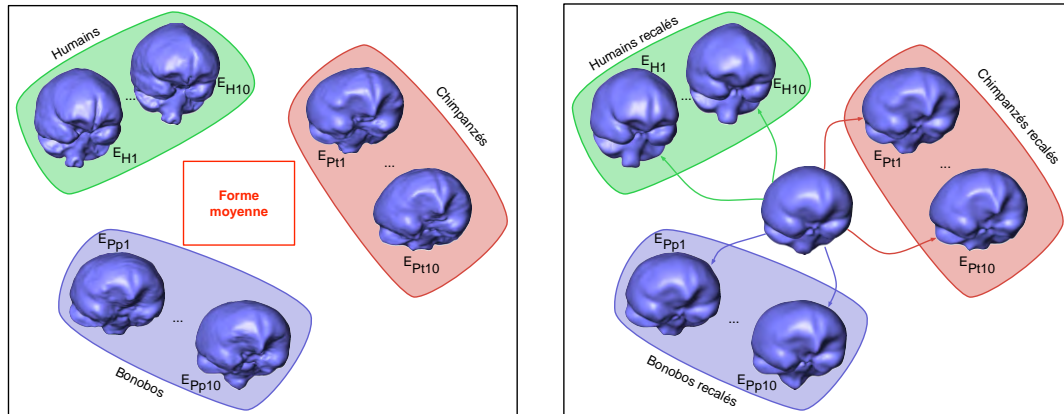 Humains
E_H10
...
E_H1
Chimpanzés
E_Pt1
...
E_Pt10
Forme
moyenne
E_Pp1
...
E_Pp10
Bonobos
Humains recalés
E_H1
...
E_H10
Chimpanzés recalés
E_Pt1
...
E_Pt10
E_Pp1
...
E_Pp10
Bonobos recalés